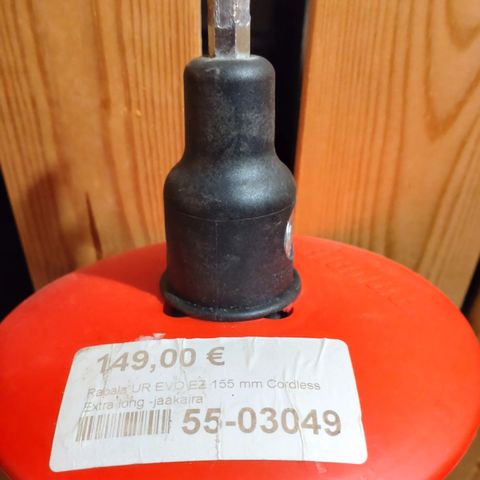 149,00 €
Rapala UR EVO EZ 155 mm Cordless
Extra long -jääkaira
55-03049